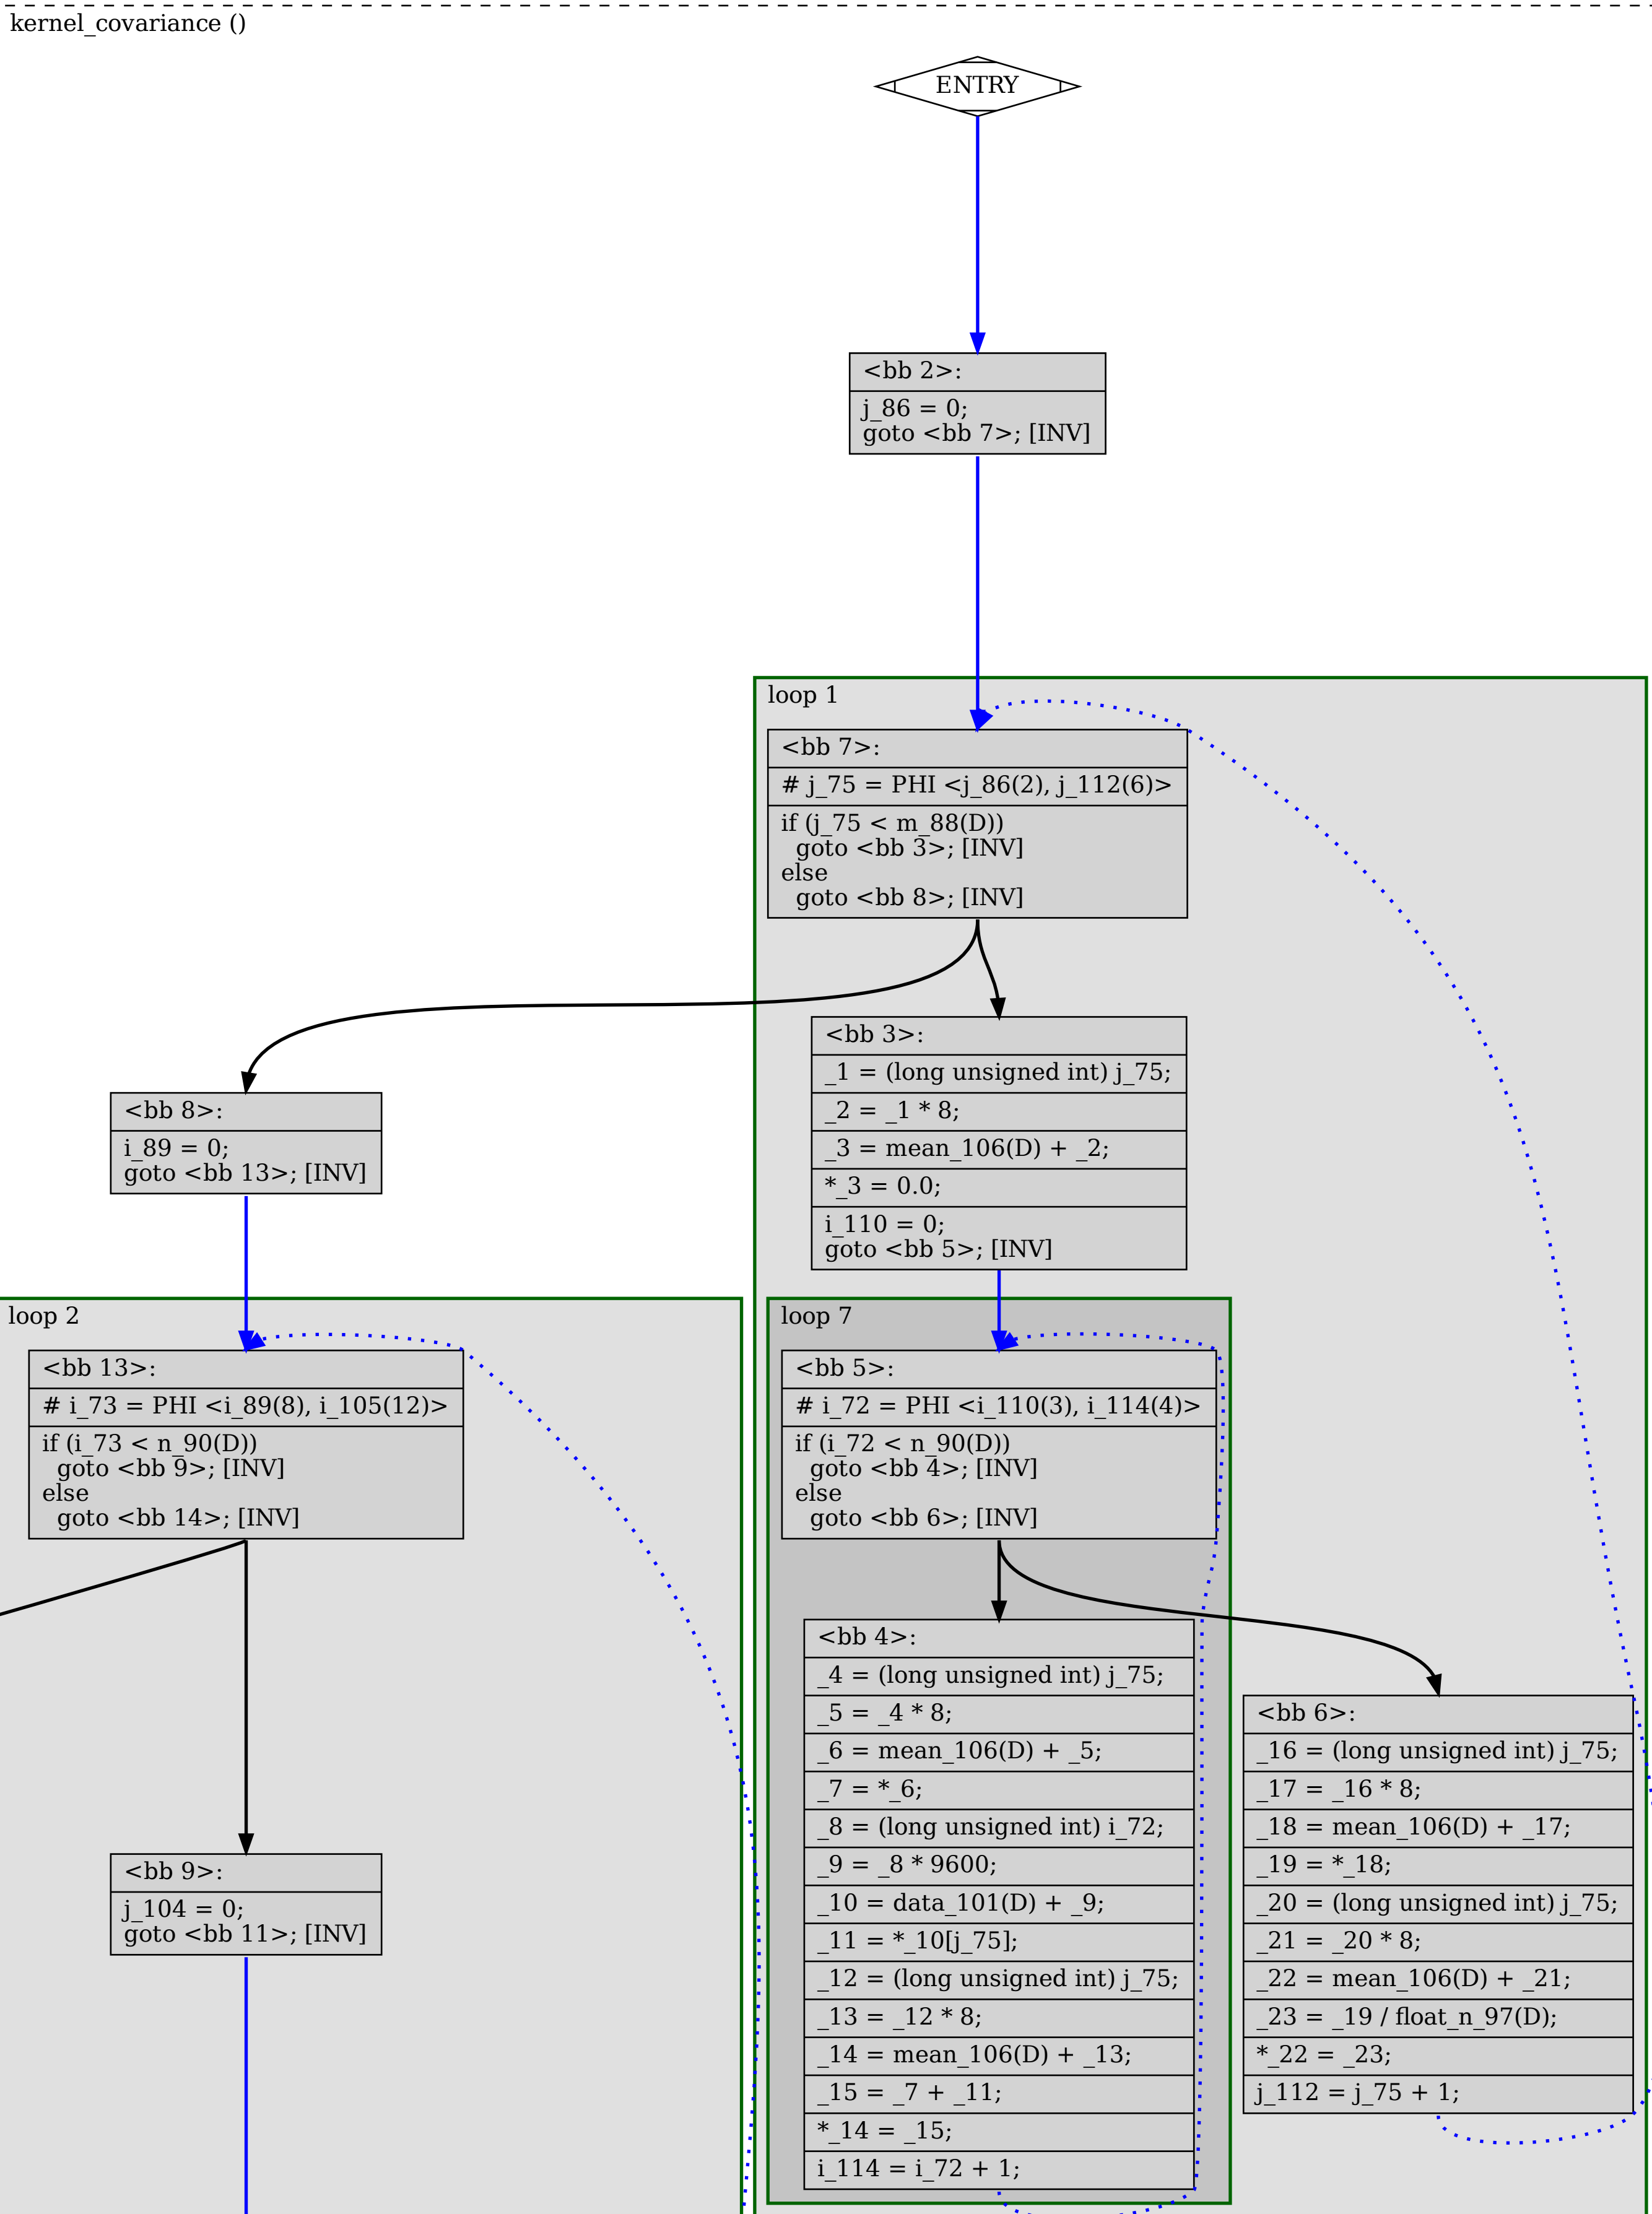 kernel_covariance ()
ENTRY
<bb 2>:
j_86 = 0;
goto <bb 7>; [INV]
loop 1
<bb 7>:
# j_75 = PHI <j_86(2), j_112(6)>
if (j_75 < m_88(D))
goto <bb 3>; [INV]
else
goto <bb 8>; [INV]
<bb 3>:
_1 = (long unsigned int) j_75;
_2 = _1 * 8;
_3 = mean_106(D) + _2;
*_3 = 0.0;
i_110 = 0;
goto <bb 5>; [INV]
<bb 8>:
i_89 = 0;
goto <bb 13>; [INV]
loop 2
<bb 13>:
# i_73 = PHI <i_89(8), i_105(12)>
if (i_73 < n_90(D))
goto <bb 9>; [INV]
else
goto <bb 14>; [INV]
loop 7
<bb 5>:
# i_72 = PHI <i_110(3), i_114(4)>
if (i_72 < n_90(D))
goto <bb 4>; [INV]
else
goto <bb 6>; [INV]
<bb 4>:
_4 = (long unsigned int) j_75;
_5 = _4 * 8;
_6 = mean_106(D) + _5;
_7 = *_6;
_8 = (long unsigned int) i_72;
_9 = _8 * 9600;
_10 = data_101(D) + _9;
_11 = *_10[j_75];
_12 = (long unsigned int) j_75;
_13 = _12 * 8;
_14 = mean_106(D) + _13;
_15 = _7 + _11;
*_14 = _15;
i_114 = i_72 + 1;
<bb 6>:
_16 = (long unsigned int) j_75;
_17 = _16 * 8;
_18 = mean_106(D) + _17;
_19 = *_18;
_20 = (long unsigned int) j_75;
_21 = _20 * 8;
_22 = mean_106(D) + _21;
_23 = _19 / float_n_97(D);
*_22 = _23;
j_112 = j_75 + 1;
<bb 9>:
j_104 = 0;
goto <bb 11>; [INV]